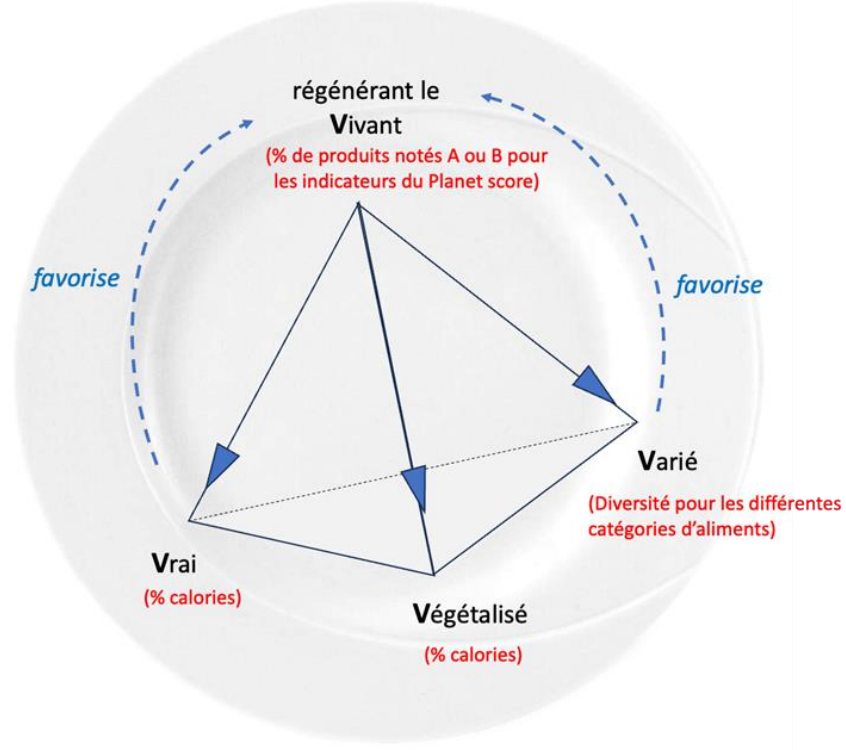 régénérant le
Vivant
(% de produits notés A ou B pour
les indicateurs du Planet score)
favorise
favorise
Varié
(Diversité pour les différentes
catégories d'aliments)
Vrai
(% calories)
Végétalisé
(% calories)